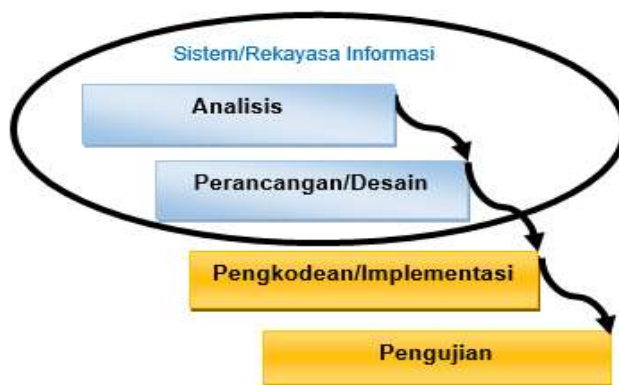 Sistem/Rekayasa Informasi
Analisis
Perancangan/Desain
Pengkodean/Implementasi
Pengujian